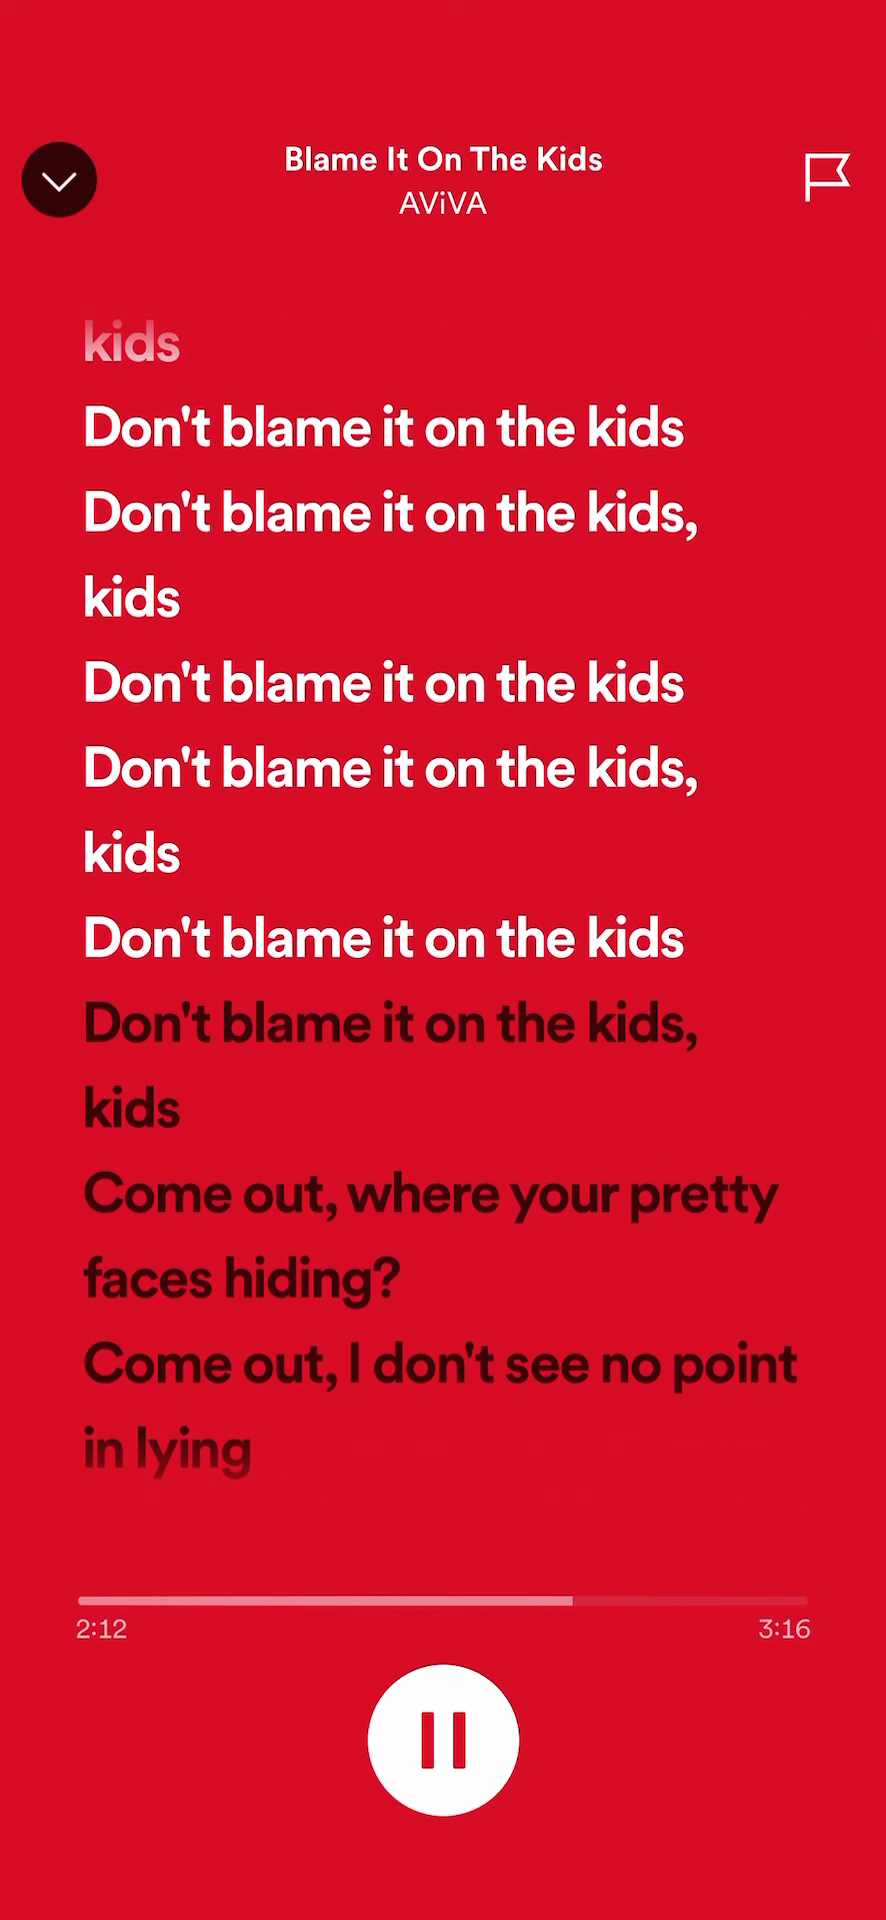 Blame It On The Kids
AViVA
kids
Don't blame it on the kids
Don't blame it on the kids,
kids
Don't blame it on the kids
Don't blame it on the kids,
kids
Don't blame it on the kids
Don't blame it on the kids,
kids
Come out, where your pretty
faces hiding?
Come out, I don't see no point
in lying
2:12
3:16